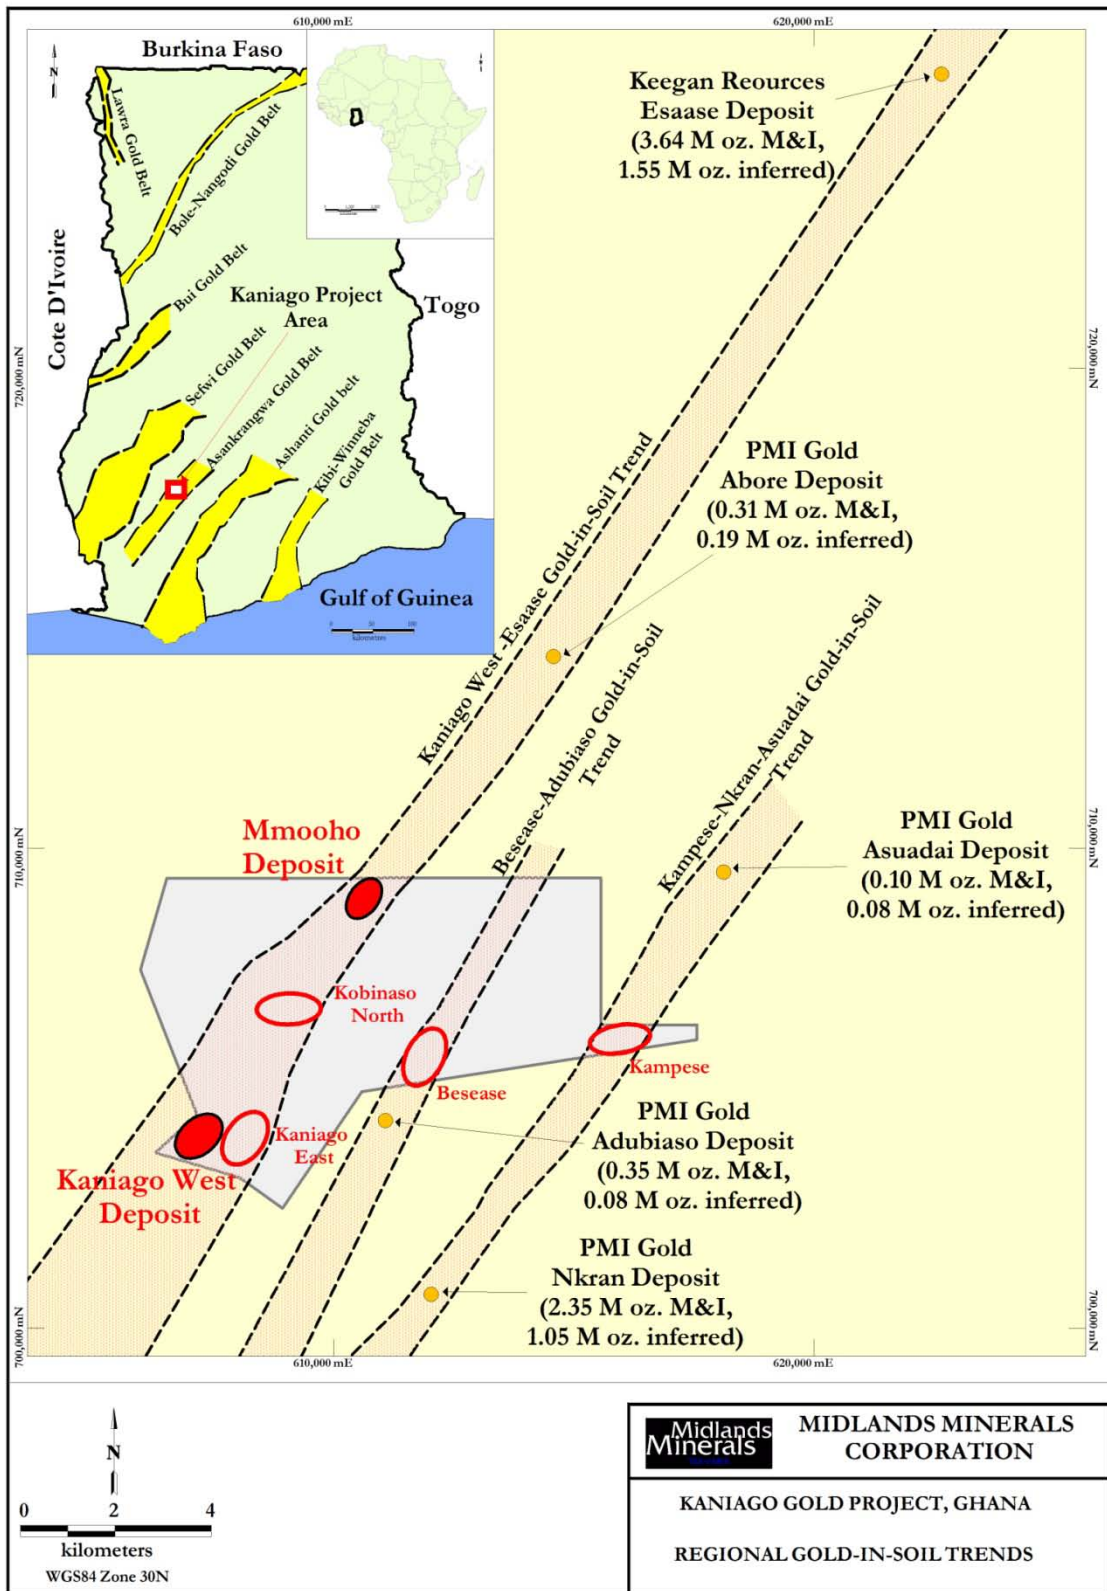 610,000 mE
620,000 mE
Burkina Faso
N
Lawra Gold Belt
Bole-Nangodi Gold Belt
Cote D'Ivoire
Bui Gold Belt
Kaniago Project
Area
Togo
Sefwi Gold Belt
Asankrangwa Gold Belt
Ashanti Gold belt
Kibi-Winneba
Gold Belt
Gulf of Guinea
kilometers
Keegan Reources
Esaase Deposit
(3.64 M oz. M&I,
1.55 M oz. inferred)
720,000 mN
720,000 mN
Kaniago West -Esaase Gold-in-Soil Trend
PMI Gold
Abore Deposit
(0.31 M oz. M&I,
0.19 M oz. inferred)
Besease-Adubiaso Gold-in-Soil
Trend
Kampese-Nkran-Asuadai Gold-in-Soil
Trend
710,000 mN
710,000 mN
Mmooho
Deposit
PMI Gold
Asuadai Deposit
(0.10 M oz. M&I,
0.08 M oz. inferred)
Kobinaso
North
Besease
Kampese
Kaniago
East
Kaniago West
Deposit
PMI Gold
Adubiaso Deposit
(0.35 M oz. M&I,
0.08 M oz. inferred)
PMI Gold
Nkran Deposit
(2.35 M oz. M&I,
1.05 M oz. inferred)
700,000 mN
700,000 mN
610,000 mE
620,000 mE
N
0 2 4
kilometers
WGS84 Zone 30N
Midlands
Minerals
MIDLANDS MINERALS
CORPORATION
KANIAGO GOLD PROJECT, GHANA
REGIONAL GOLD-IN-SOIL TRENDS